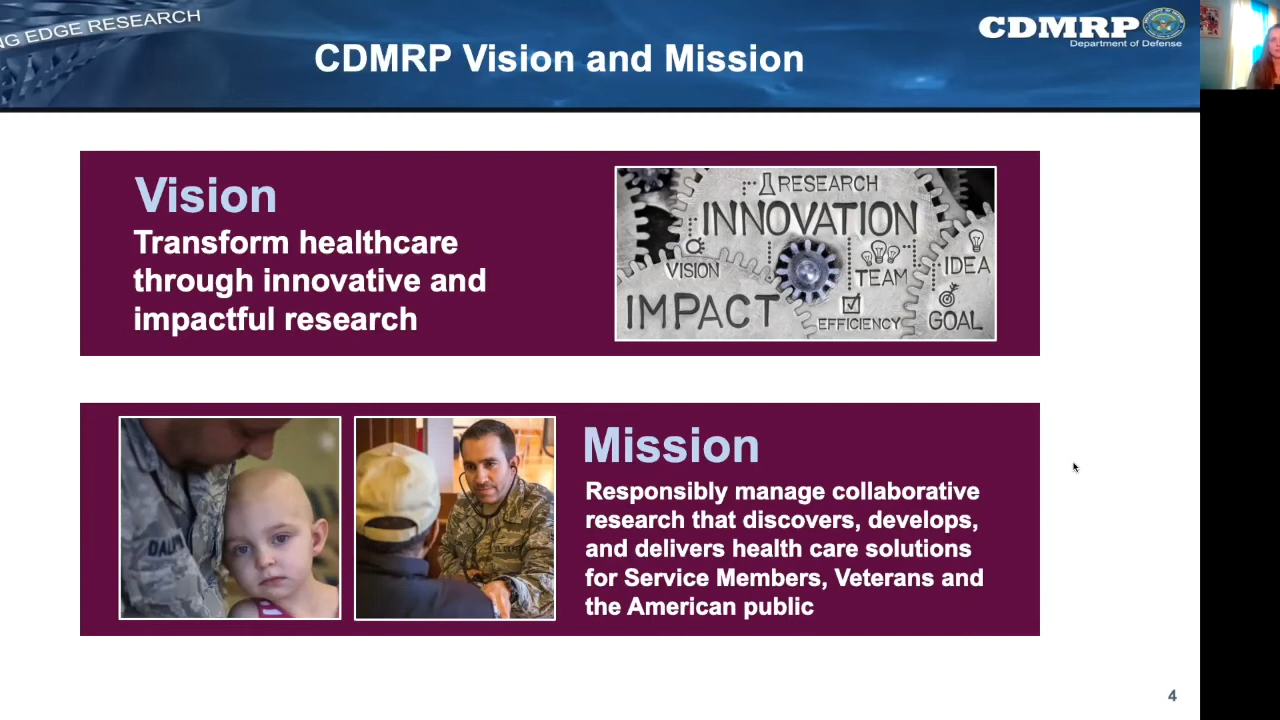 NG EDGE RESEARCH
CDMRP
Department of Defense
CDMRP Vision and Mission
Vision
Transform healthcare
through innovative and
impactful research
RESEARCH
INNOVATION
VISION
TEAM
IDEA
IMPACT
EFFICIENCY
GOAL
Mission
Responsibly manage collaborative
research that discovers, develops,
and delivers health care solutions
for Service Members, Veterans and
the American public
4